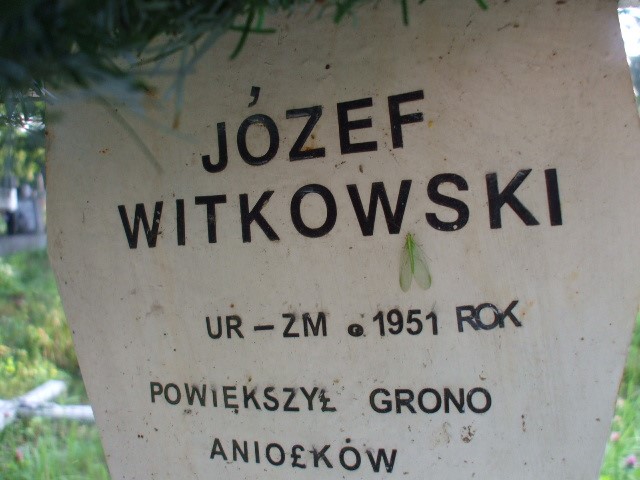 JÓZEF
WITKOWSKI
UR - ZM • 1951 ROK
POWIĘKSZYŁ GRONO
ANIOŁKÓW